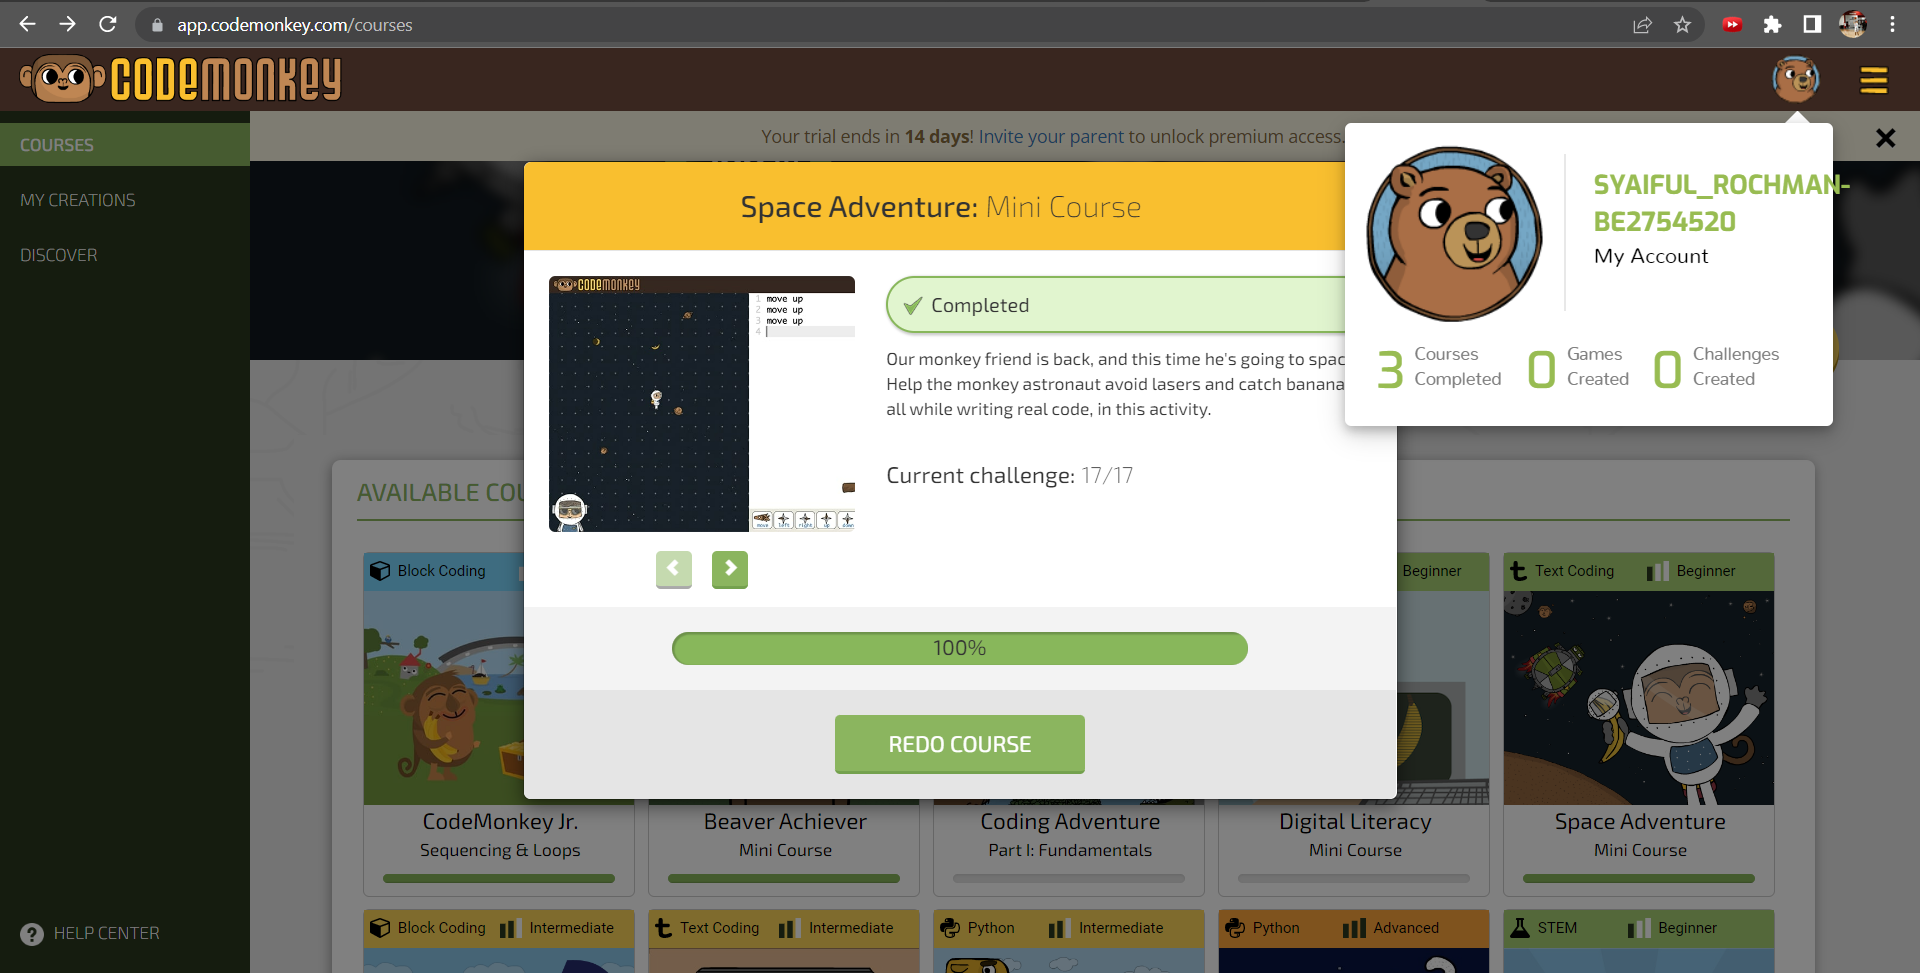 app.codemonkey.com/courses
CODEMONKEY
COURSES
MY CREATIONS
DISCOVER
HELP CENTER
Your trial ends in 14 days! Invite your parent to unlock premium access.
SYAIFUL_ROCHMAN-
BE2754520
My Account
3 Courses Completed
0 Games Created
0 Challenges Created
Space Adventure: Mini Course
CODEMONKEY
1 move up
2 move up
3 move up
4
move left right up down
Completed
Our monkey friend is back, and this time he's going to spac
Help the monkey astronaut avoid lasers and catch banana
all while writing real code, in this activity.
Current challenge: 17/17
100%
REDO COURSE
AVAILABLE COU
Block Coding
Beginner
Text Coding Beginner
CodeMonkey Jr.
Sequencing & Loops
Beaver Achiever
Mini Course
Coding Adventure
Part I: Fundamentals
Digital Literacy
Mini Course
Space Adventure
Mini Course
Block Coding Intermediate
Text Coding Intermediate
Python Intermediate
Python Advanced
STEM Beginner